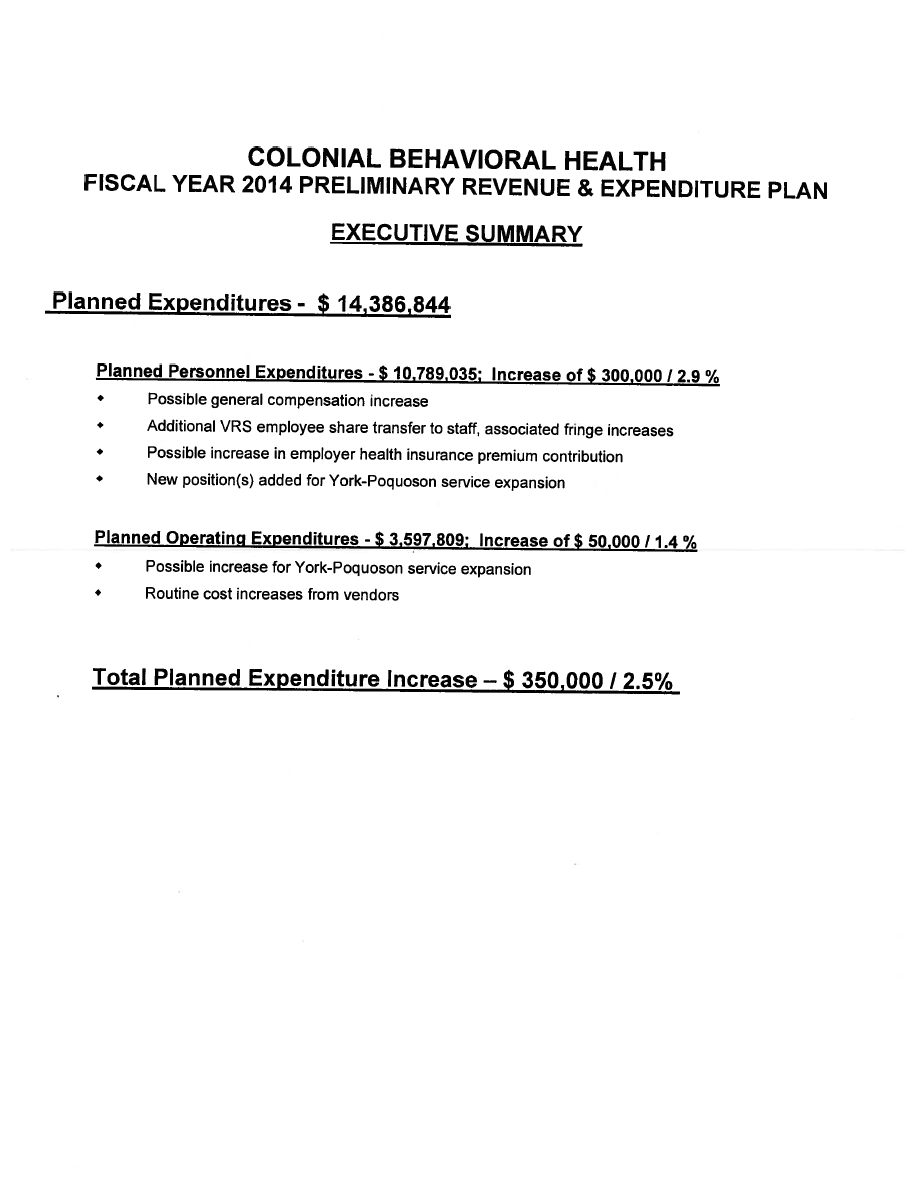 COLONIAL BEHAVIORAL HEALTH
FISCAL YEAR 2014 PRELIMINARY REVENUE & EXPENDITURE PLAN
EXECUTIVE SUMMARY
Planned Expenditures - $ 14,386,844
Planned Personnel Expenditures - $ 10,789,035; Increase of $ 300,000 / 2.9 %
• Possible general compensation increase
• Additional VRS employee share transfer to staff, associated fringe increases
• Possible increase in employer health insurance premium contribution
• New position(s) added for York-Poquoson service expansion
Planned Operating Expenditures - $ 3,597,809; Increase of $ 50,000 / 1.4 %
• Possible increase for York-Poquoson service expansion
• Routine cost increases from vendors
Total Planned Expenditure Increase – $ 350,000 / 2.5%